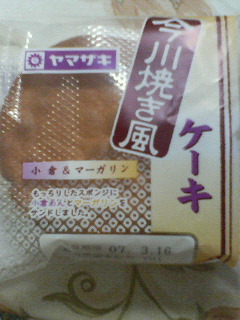 ヤマザキ
今川焼き風
ケーキ
小倉&マーガリン
もっちりしたスポンジに
小倉あんとマーガリンを
サンドしました。
07. 3.16